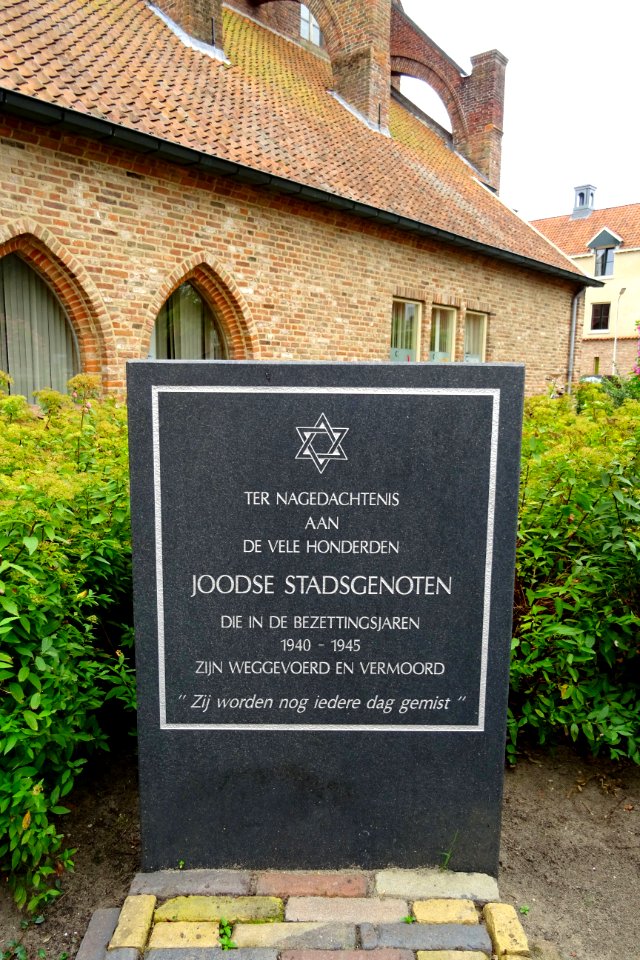 TER NAGEDACHTENIS
AAN
DE VELE HONDERDEN
JOODSE STADSGENOTEN
DIE IN DE BEZETTINGSJAREN
1940 - 1945
ZIJN WEGGEVOERD EN VERMOORD
" Zij worden nog iedere dag gemist "